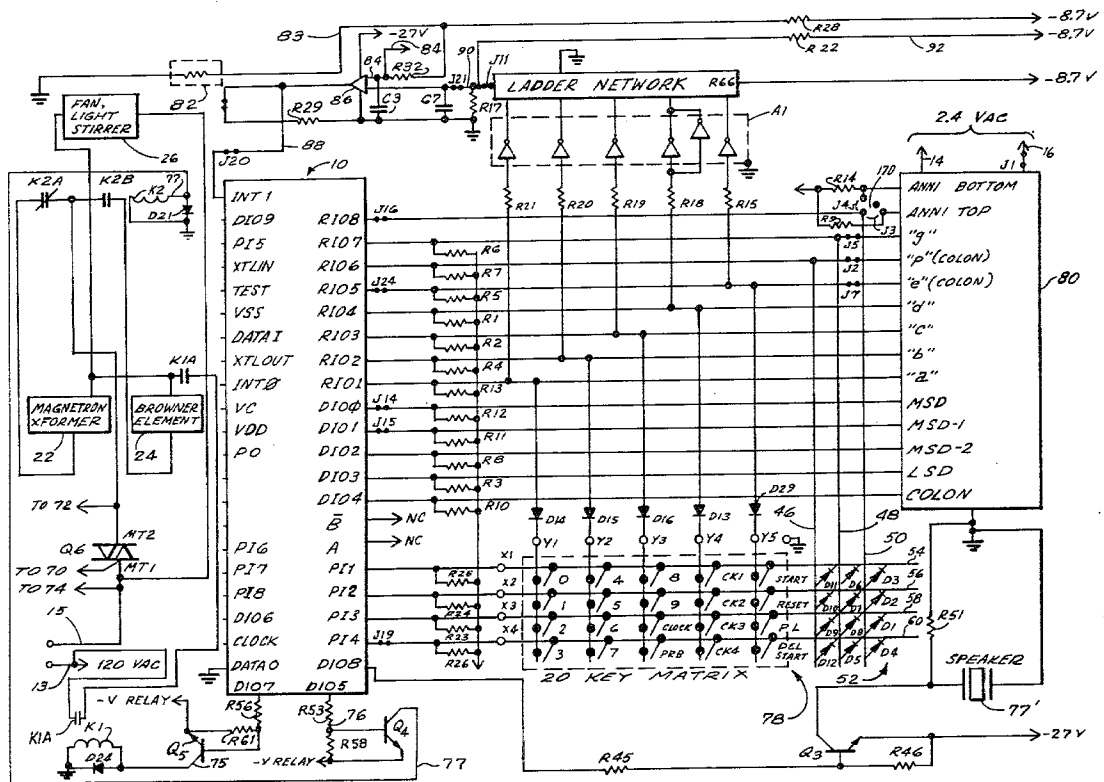 83
-27V
84
R28
-8.7V
R22
-8.7V
92
84
R32
90
J21
J11
LADDER NETWORK
R66
-8.7V
82
86
C3
C7
R17
A1
2.4 VAC
FAN, LIGHT STIRRER
R29
26
88
J20
14
16
J1
K2A
K2B
K2
77
D21
10
R21
R20
R19
R18
R15
R14
170
J4
R9
J3
80
INT 1
DIO9
PI5
XTLIN
TEST
VSS
DATA I
XTLOUT
INTØ
VC
VDD
PO
PI6
PI7
PI8
DIO6
CLOCK
DATA O
DIO7
RIO8
RIO7
RIO6
RIO5
RIO4
RIO3
RIO2
RIO1
DIOØ
DIO1
DIO2
DIO3
DIO4
B
A
PI1
PI2
PI3
PI4
DIO8
DIO5
J16
J24
J14
J15
J19
R6
R7
R5
R1
R2
R4
R13
R12
R11
R8
R3
R10
NC
NC
ANNI BOTTOM
ANNI TOP
"g"
"p" (COLON)
"e" (COLON)
"d"
"c"
"b"
"a"
MSD
MSD-1
MSD-2
LSD
COLON
J5
J2
J7
K1A
MAGNETRON XFORMER
22
BROWNER ELEMENT
24
TO 72
Q6
MT2
MT1
TO 70
TO 74
15
13
120 VAC
K1A
-V RELAY
K1
D24
Q5
75
R56
R61
R53
76
R58
Q4
-V RELAY
77
D14
D15
D16
D13
D29
Y1
Y2
Y3
Y4
Y5
46
48
50
X1
X2
X3
X4
R25
R24
R23
R26
0
4
8
CK1
START
1
5
9
CK2
RESET
2
6
CLOCK
CK3
P L
3
7
PRB
CK4
DEL START
20 KEY MATRIX
78
D11
D6
D3
D10
D7
D2
D9
D8
D1
D12
D5
D4
52
54
56
58
60
R51
SPEAKER
77'
R45
Q3
R46
-27V